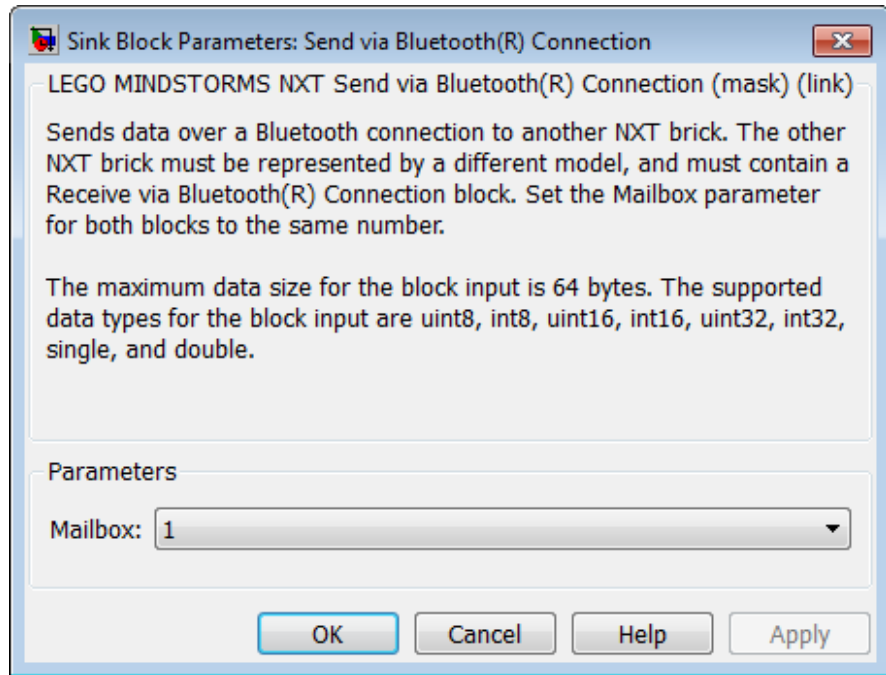 Sink Block Parameters: Send via Bluetooth(R) Connection
LEGO MINDSTORMS NXT Send via Bluetooth(R) Connection (mask) (link)
Sends data over a Bluetooth connection to another NXT brick. The other
NXT brick must be represented by a different model, and must contain a
Receive via Bluetooth(R) Connection block. Set the Mailbox parameter
for both blocks to the same number.
The maximum data size for the block input is 64 bytes. The supported
data types for the block input are uint8, int8, uint16, int16, uint32, int32,
single, and double.
Parameters
Mailbox: 1
OK Cancel Help Apply